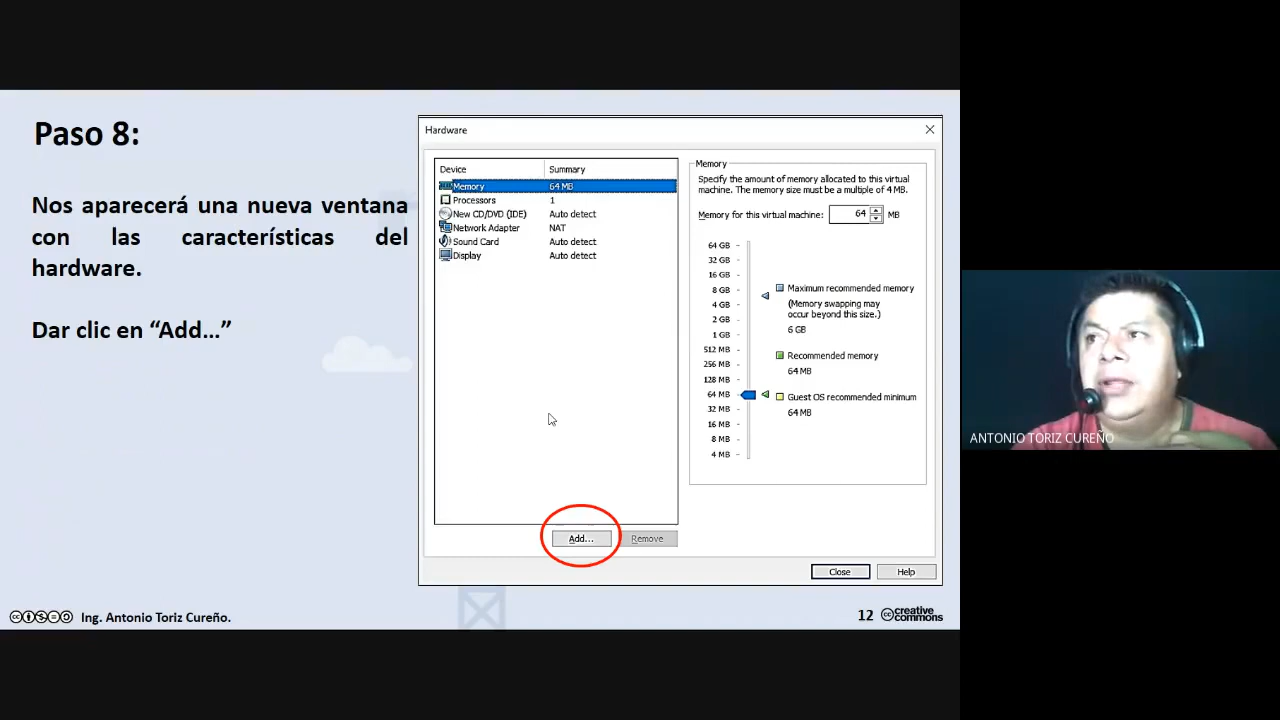 Paso 8:
Nos aparecerá una nueva ventana
con las características del
hardware.
Dar clic en “Add...”
Hardware
Device Summary
Memory 64 MB
Processors 1
New CD/DVD (IDE) Auto detect
Network Adapter NAT
Sound Card Auto detect
Display Auto detect
Add... Remove
Memory
Specify the amount of memory allocated to this virtual
machine. The memory size must be a multiple of 4 MB.
Memory for this virtual machine: 64 MB
64 GB
32 GB
16 GB
8 GB
4 GB
2 GB
1 GB
512 MB
256 MB
128 MB
64 MB
32 MB
16 MB
8 MB
4 MB
Maximum recommended memory
(Memory swapping may
occur beyond this size.)
6 GB
Recommended memory
64 MB
Guest OS recommended minimum
64 MB
Close Help
Ing. Antonio Toriz Cureño.
12
cc creative
commons
ANTONIO TORIZ CUREÑO